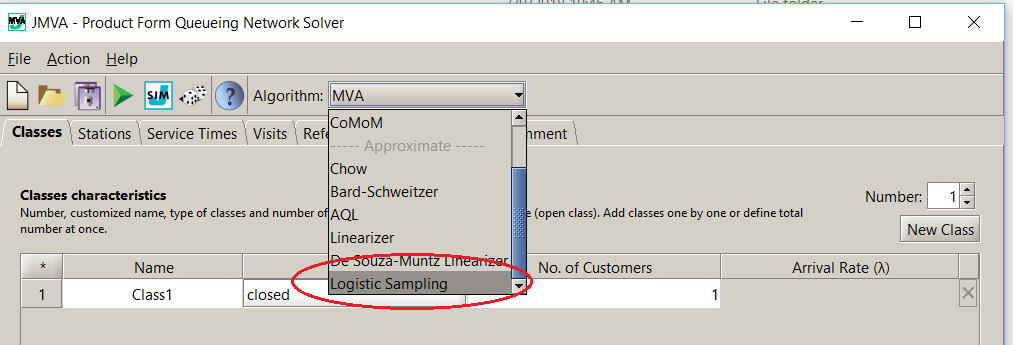 JMVA - Product Form Queueing Network Solver
File Action Help
SIM ? Algorithm: MVA
CoMoM
----- Approximate -----
Chow
Bard-Schweitzer
AQL
Linearizer
De Souza-Muntz Linearizer
Logistic Sampling
Classes Stations Service Times Visits Refe nment
Classes characteristics
Number, customized name, type of classes and number of e (open class). Add classes one by one or define total
number at once.
Number: 1
New Class
* Name No. of Customers Arrival Rate (λ)
1 Class1 closed 1